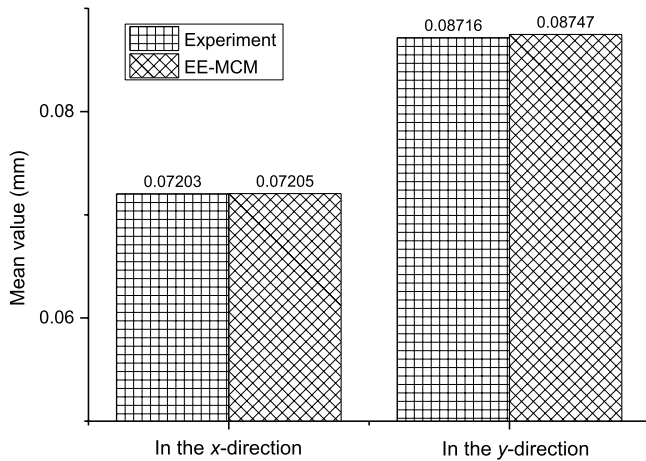 Experiment
EE-MCM
0.08716
0.08747
0.07203
0.07205
0.08
0.06
Mean value (mm)
In the x-direction
In the y-direction